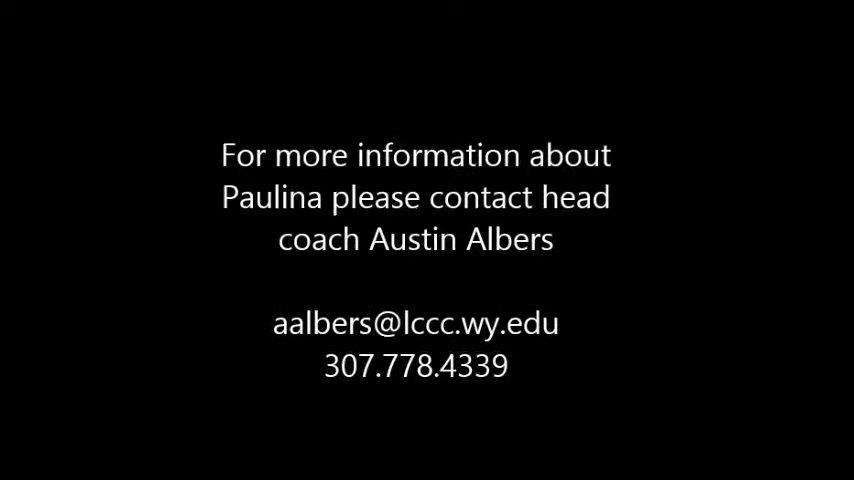 For more information about
Paulina please contact head
coach Austin Albers
aalbers@lccc.wy.edu
307.778.4339